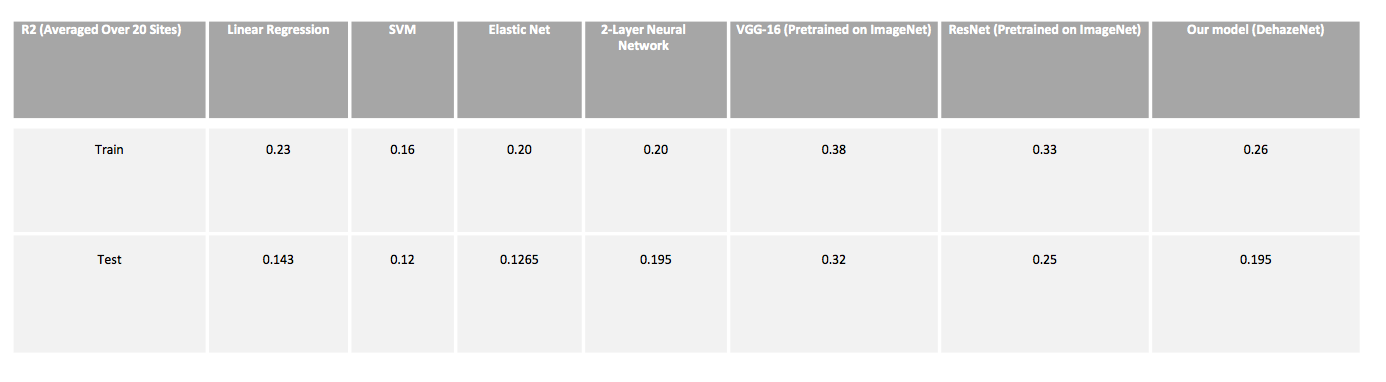 R2 (Averaged Over 20 Sites) Linear Regression SVM Elastic Net 2-Layer Neural Network VGG-16 (Pretrained on ImageNet) ResNet (Pretrained on ImageNet) Our model (DehazeNet)
Train 0.23 0.16 0.20 0.20 0.38 0.33 0.26
Test 0.143 0.12 0.1265 0.195 0.32 0.25 0.195